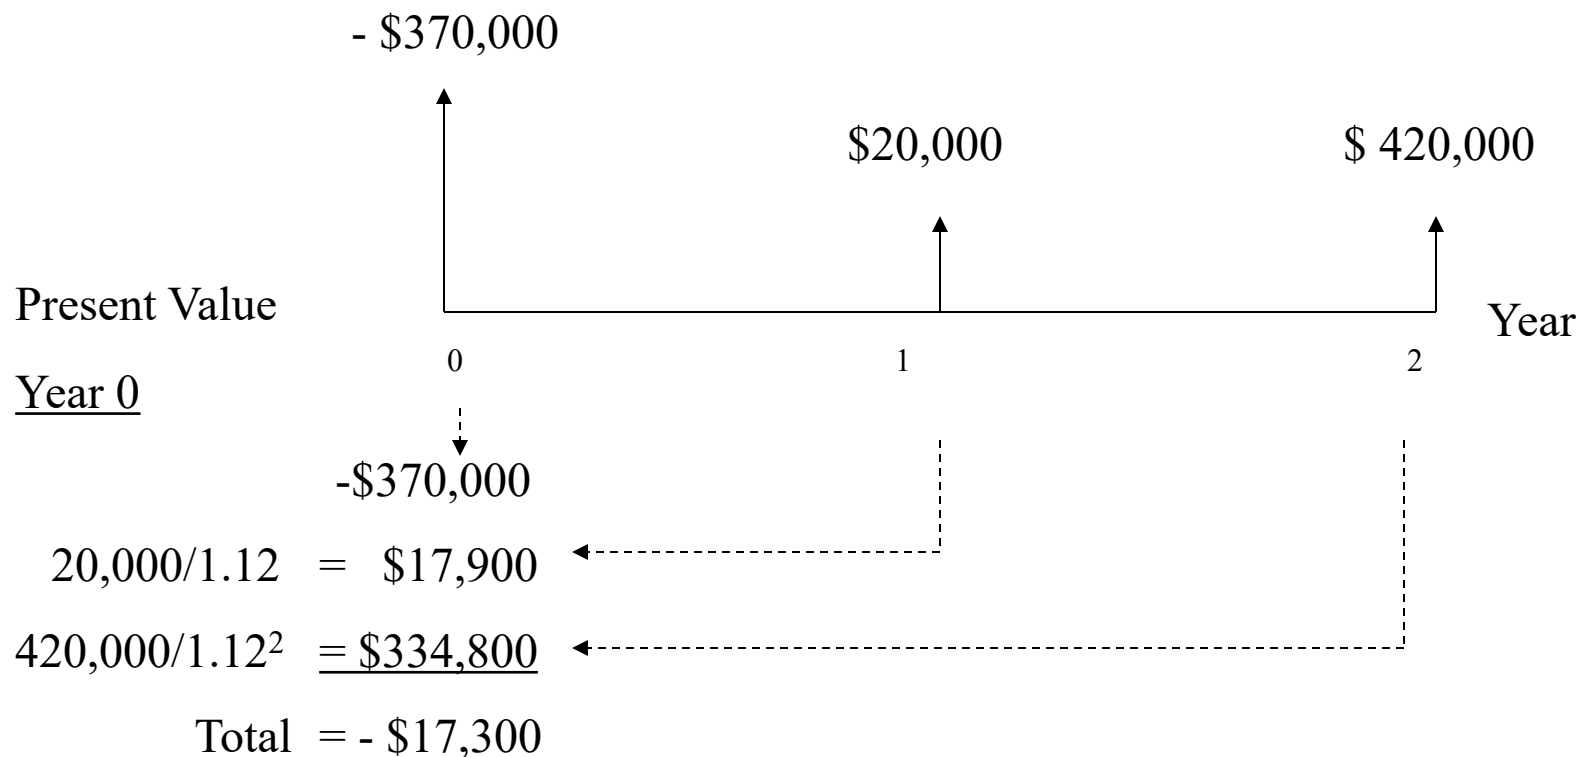 - $370,000
$20,000
$ 420,000
Present Value
Year
0
1
2
Year 0
-$370,000
20,000/1.12 = $17,900
420,000/1.12² = $334,800
Total = - $17,300